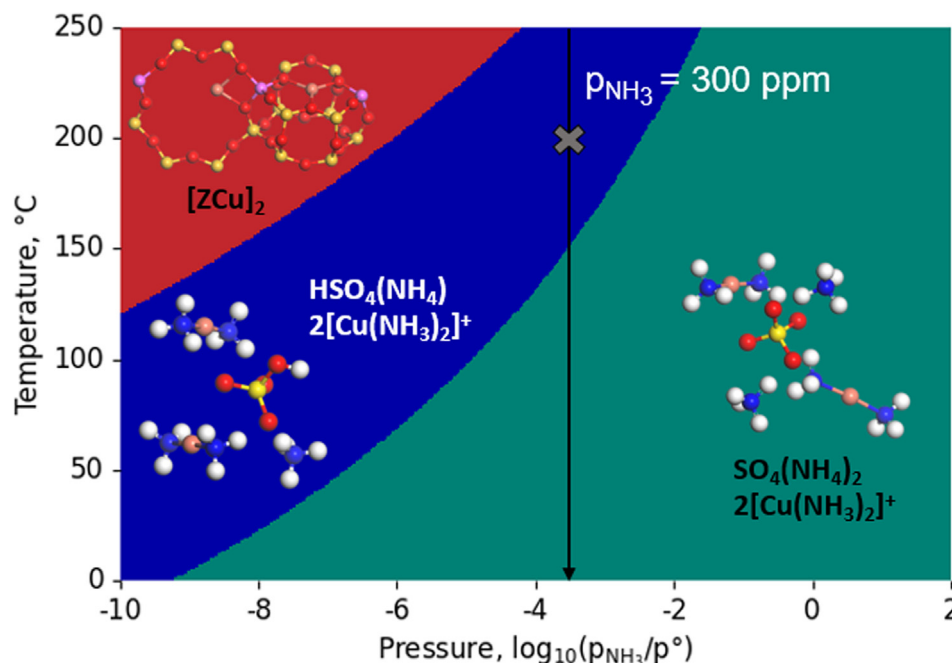 250
200
150
100
50
0
Temperature, °C
p_NH₃ = 300 ppm
[ZCu]₂
HSO₄(NH₄)
2[Cu(NH₃)₂]⁺
SO₄(NH₄)₂
2[Cu(NH₃)₂]⁺
-10 -8 -6 -4 -2 0 2
Pressure, log₁₀(p_NH₃/p°)